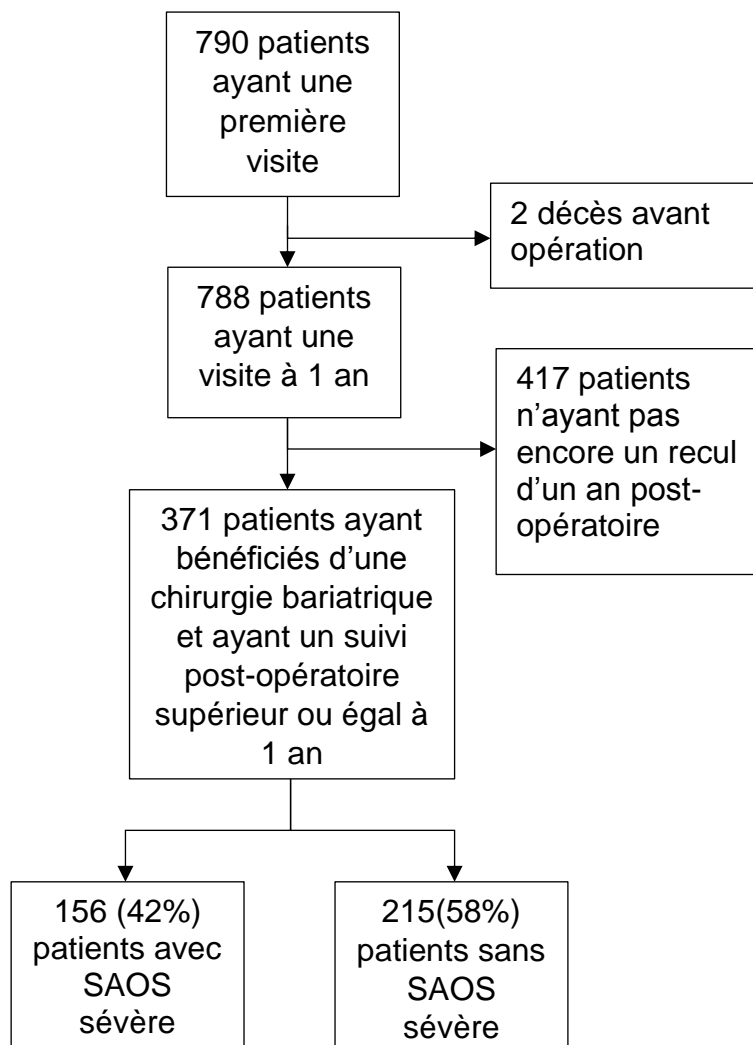 790 patients
ayant une
première
visite
2 décès avant
opération
788 patients
ayant une
visite à 1 an
417 patients
n'ayant pas
encore un recul
d'un an post-
opératoire
371 patients ayant
bénéficiés d'une
chirurgie bariatrique
et ayant un suivi
post-opératoire
supérieur ou égal à
1 an
156 (42%)
patients avec
SAOS
sévère
215(58%)
patients sans
SAOS
sévère